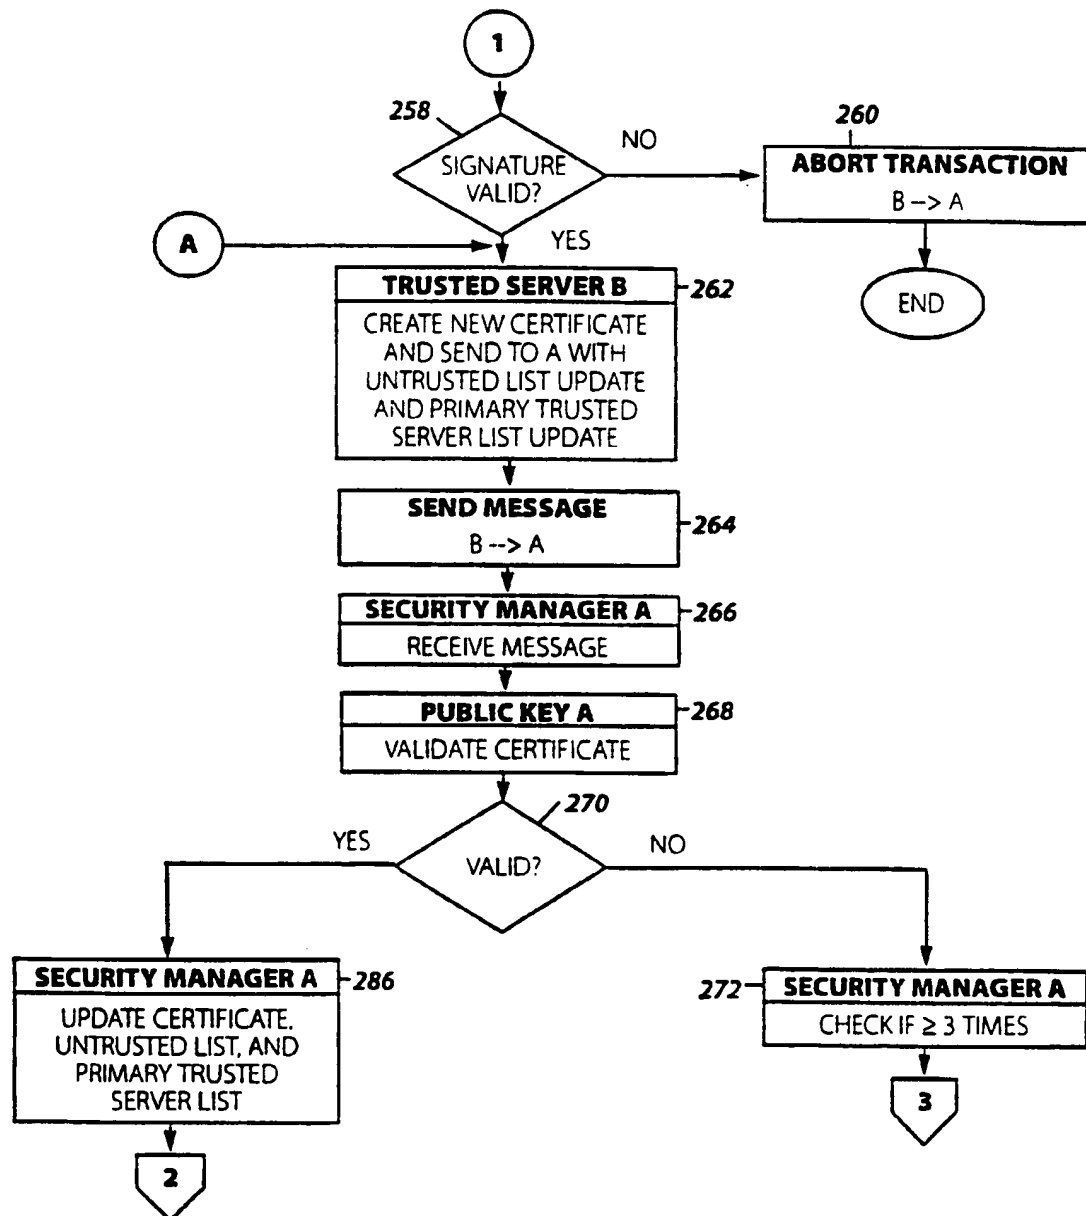 1
258
SIGNATURE
VALID?
NO
260
ABORT TRANSACTION
B --> A
END
A
YES
TRUSTED SERVER B
262
CREATE NEW CERTIFICATE
AND SEND TO A WITH
UNTRUSTED LIST UPDATE
AND PRIMARY TRUSTED
SERVER LIST UPDATE
SEND MESSAGE
264
B --> A
SECURITY MANAGER A
266
RECEIVE MESSAGE
PUBLIC KEY A
268
VALIDATE CERTIFICATE
270
YES
VALID?
NO
SECURITY MANAGER A
286
UPDATE CERTIFICATE,
UNTRUSTED LIST, AND
PRIMARY TRUSTED
SERVER LIST
2
272
SECURITY MANAGER A
CHECK IF ≥ 3 TIMES
3